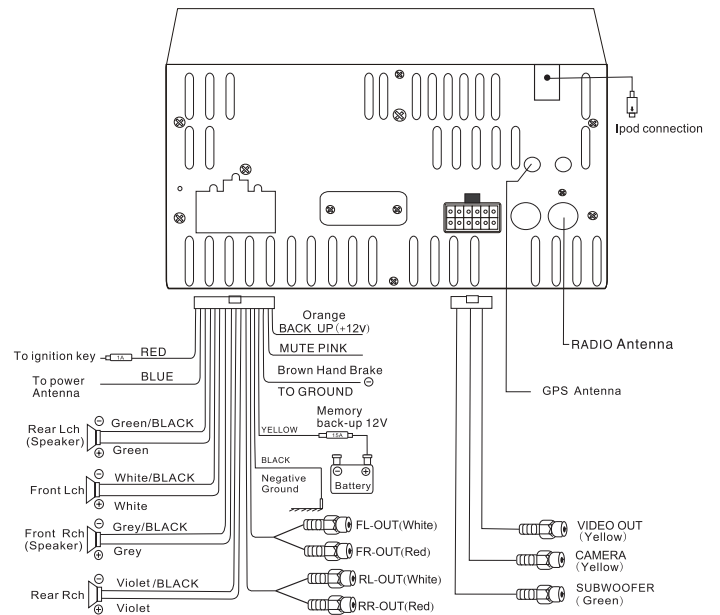 Ipod connection
RADIO Antenna
GPS Antenna
Orange
BACK UP(+12V)
MUTE PINK
Brown Hand Brake
TO GROUND
To ignition key
1A
RED
To power
Antenna
BLUE
Memory
back-up 12V
YELLOW
15A
Battery
BLACK
Negative
Ground
Rear Lch
(Speaker)
Green/BLACK
Green
Front Lch
White/BLACK
White
Front Rch
(Speaker)
Grey/BLACK
Grey
Rear Rch
Violet/BLACK
Violet
FL-OUT(White)
FR-OUT(Red)
RL-OUT(White)
RR-OUT(Red)
VIDEO OUT
(Yellow)
CAMERA
(Yellow)
SUBWOOFER
(Green)